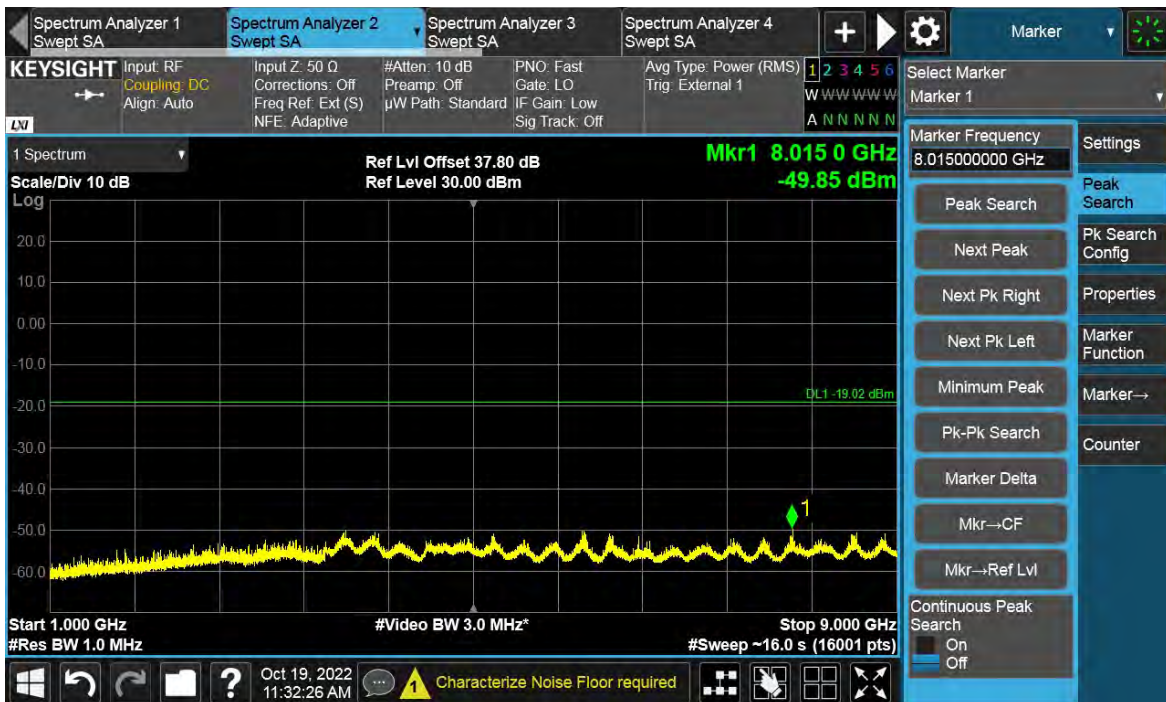 Spectrum Analyzer 1
Swept SA
Spectrum Analyzer 2
Swept SA
Spectrum Analyzer 3
Swept SA
Spectrum Analyzer 4
Swept SA
Marker
KEYSIGHT
LXI
Input: RF
Coupling: DC
Align: Auto
Input Z: 50 Ω
Corrections: Off
Freq Ref: Ext (S)
NFE: Adaptive
#Atten: 10 dB
Preamp: Off
µW Path: Standard
PNO: Fast
Gate: LO
IF Gain: Low
Sig Track: Off
Avg Type: Power (RMS)
Trig: External 1
1 2 3 4 5 6
W W W W W W
A N N N N N
Select Marker
Marker 1
1 Spectrum
Scale/Div 10 dB
Log
Ref Lvl Offset 37.80 dB
Ref Level 30.00 dBm
Mkr1 8.015 0 GHz
-49.85 dBm
20.0
10.0
0.00
-10.0
-20.0
-30.0
-40.0
-50.0
-60.0
DL1 -19.02 dBm
1
Start 1.000 GHz
#Res BW 1.0 MHz
#Video BW 3.0 MHz*
Stop 9.000 GHz
#Sweep ~16.0 s (16001 pts)
Marker Frequency
8.015000000 GHz
Peak Search
Next Peak
Next Pk Right
Next Pk Left
Minimum Peak
Pk-Pk Search
Marker Delta
Mkr→CF
Mkr→Ref Lvl
Continuous Peak
Search
On
Off
Settings
Peak
Search
Pk Search
Config
Properties
Marker
Function
Marker→
Counter
?
Oct 19, 2022
11:32:26 AM
1
Characterize Noise Floor required